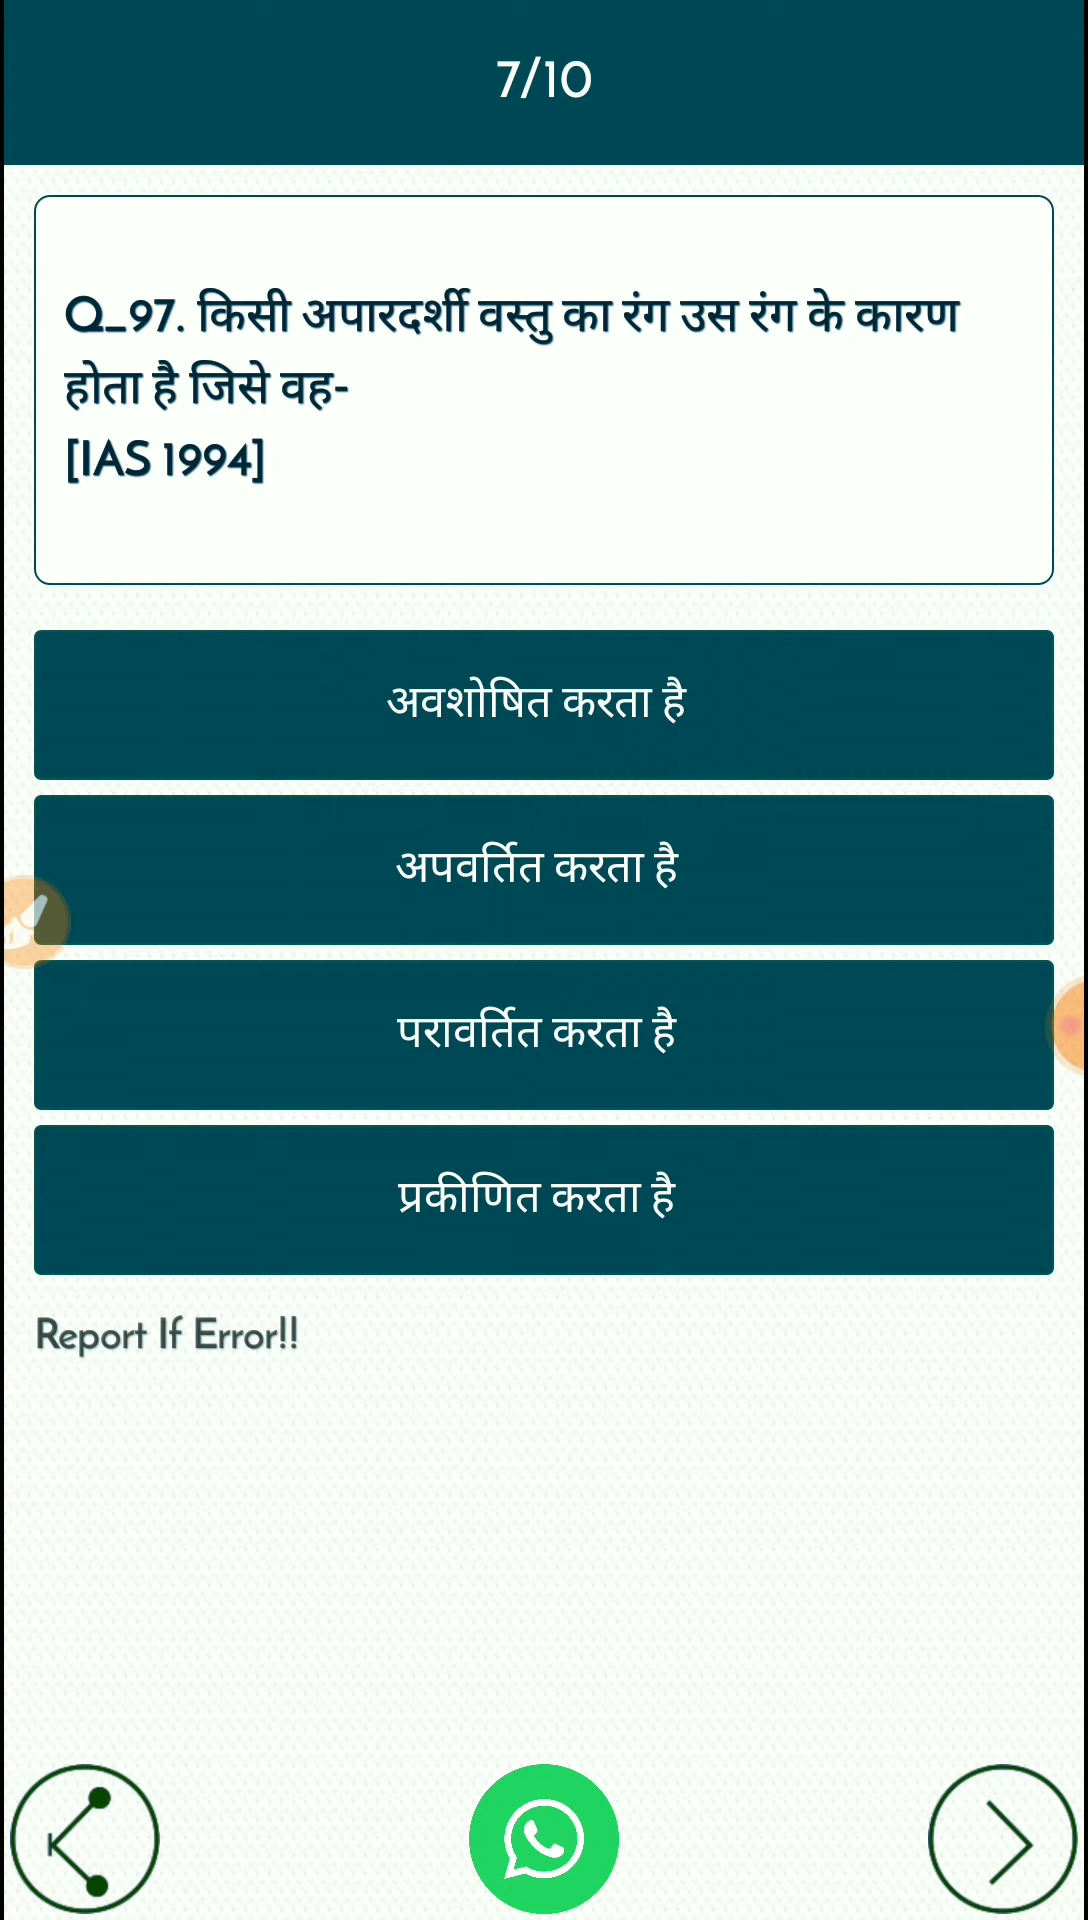 7/10
Q_97. किसी अपारदर्शी वस्तु का रंग उस रंग के कारण
होता है जिसे वह-
[IAS 1994]
अवशोषित करता है
अपवर्तित करता है
परावर्तित करता है
प्रकीणित करता है
Report If Error!!